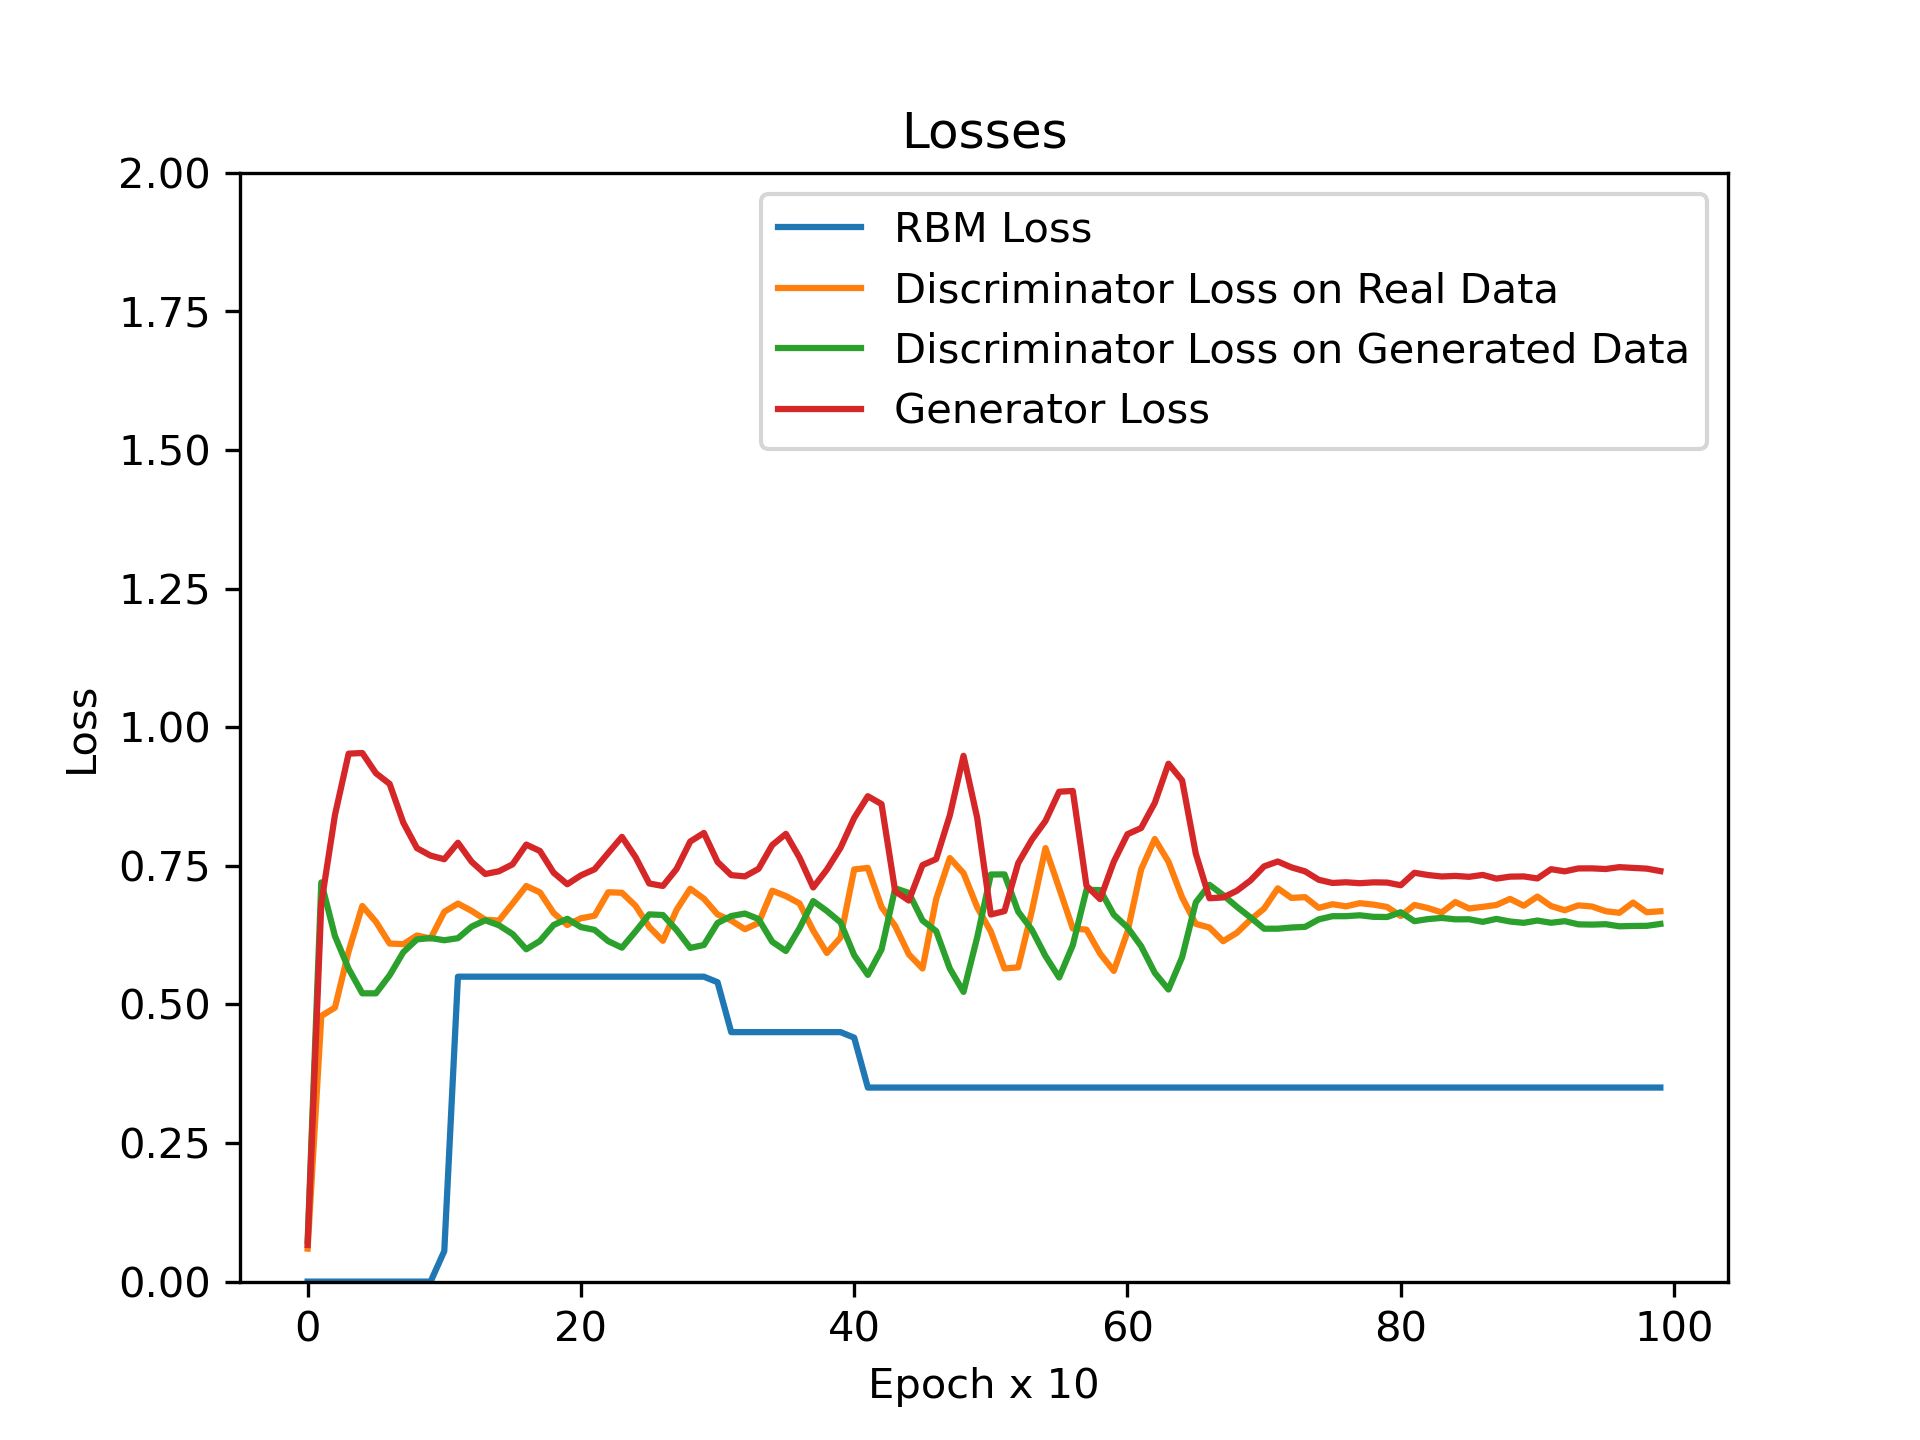 Losses
2.00
1.75
1.50
1.25
1.00
0.75
0.50
0.25
0.00
Loss
RBM Loss
Discriminator Loss on Real Data
Discriminator Loss on Generated Data
Generator Loss
0 20 40 60 80 100
Epoch x 10